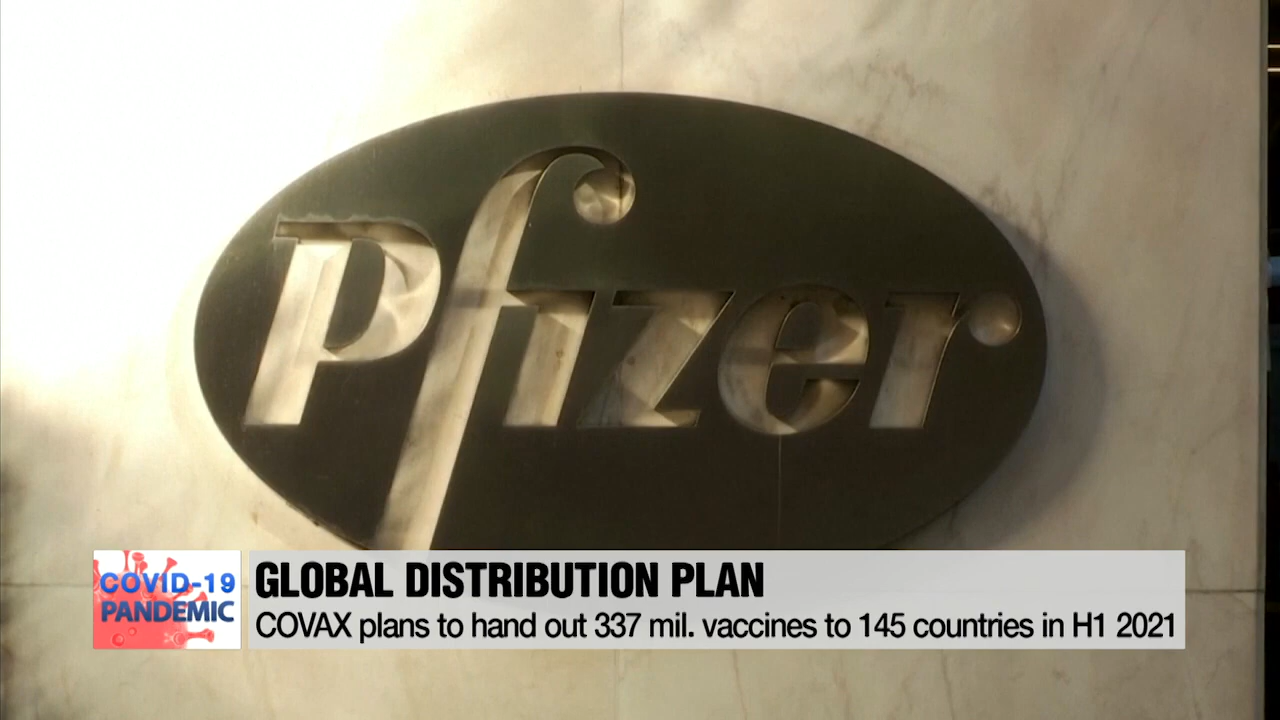 Pfizer
COVID-19
PANDEMIC
GLOBAL DISTRIBUTION PLAN
COVAX plans to hand out 337 mil. vaccines to 145 countries in H1 2021